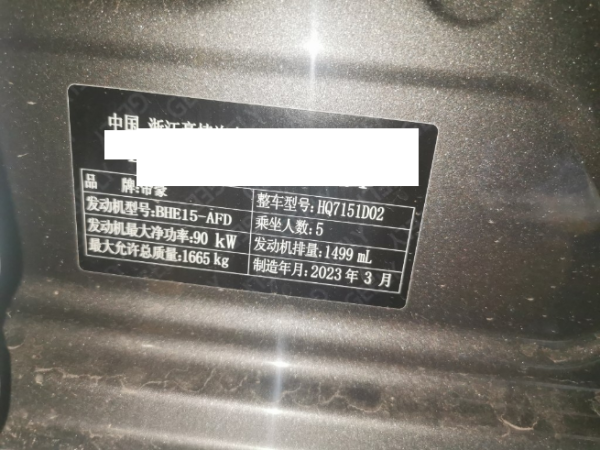 中国 浙江豪情汽
品 牌:帝豪
整车型号:HQ7151D02
发动机型号:BHE15-AFD
乘坐人数:5
发动机最大净功率:90 kW
发动机排量:1499 mL
最大允许总质量:1665 kg
制造年月:2023 年 3 月